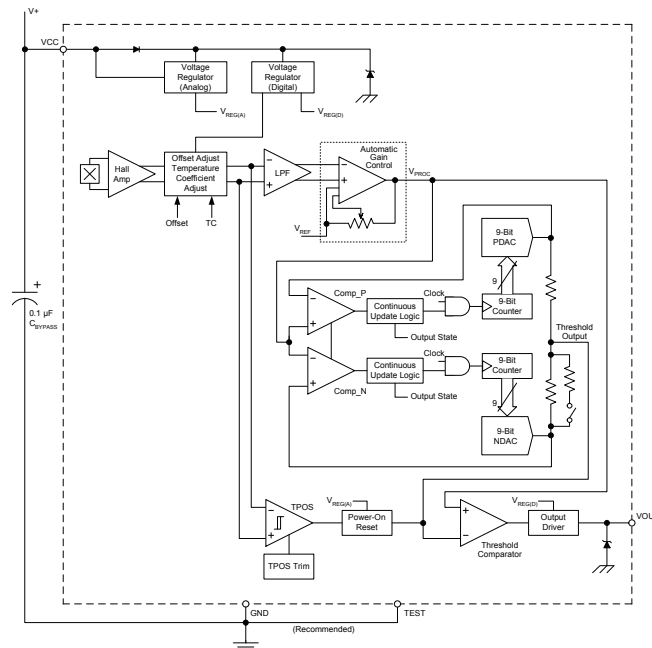 V+
VCC
Voltage
Regulator
(Analog)
Voltage
Regulator
(Digital)
VREG(A)
VREG(D)
Hall
Amp
Offset Adjust
Temperature
Coefficient
Adjust
Offset
TC
−
+
LPF
Automatic
Gain
Control
−
+
VREF
VPROC
9-Bit
PDAC
9
9-Bit
Counter
Clock
Comp_P
−
+
Continuous
Update Logic
Output State
Threshold
Output
Clock
−
+
Comp_N
Continuous
Update Logic
Output State
9-Bit
Counter
9
9-Bit
NDAC
+
0.1 µF
CBYPASS
TPOS
−
+
TPOS Trim
VREG(A)
Power-On
Reset
+
−
Threshold
Comparator
VREG(D)
Output
Driver
VOU
GND
TEST
(Recommended)